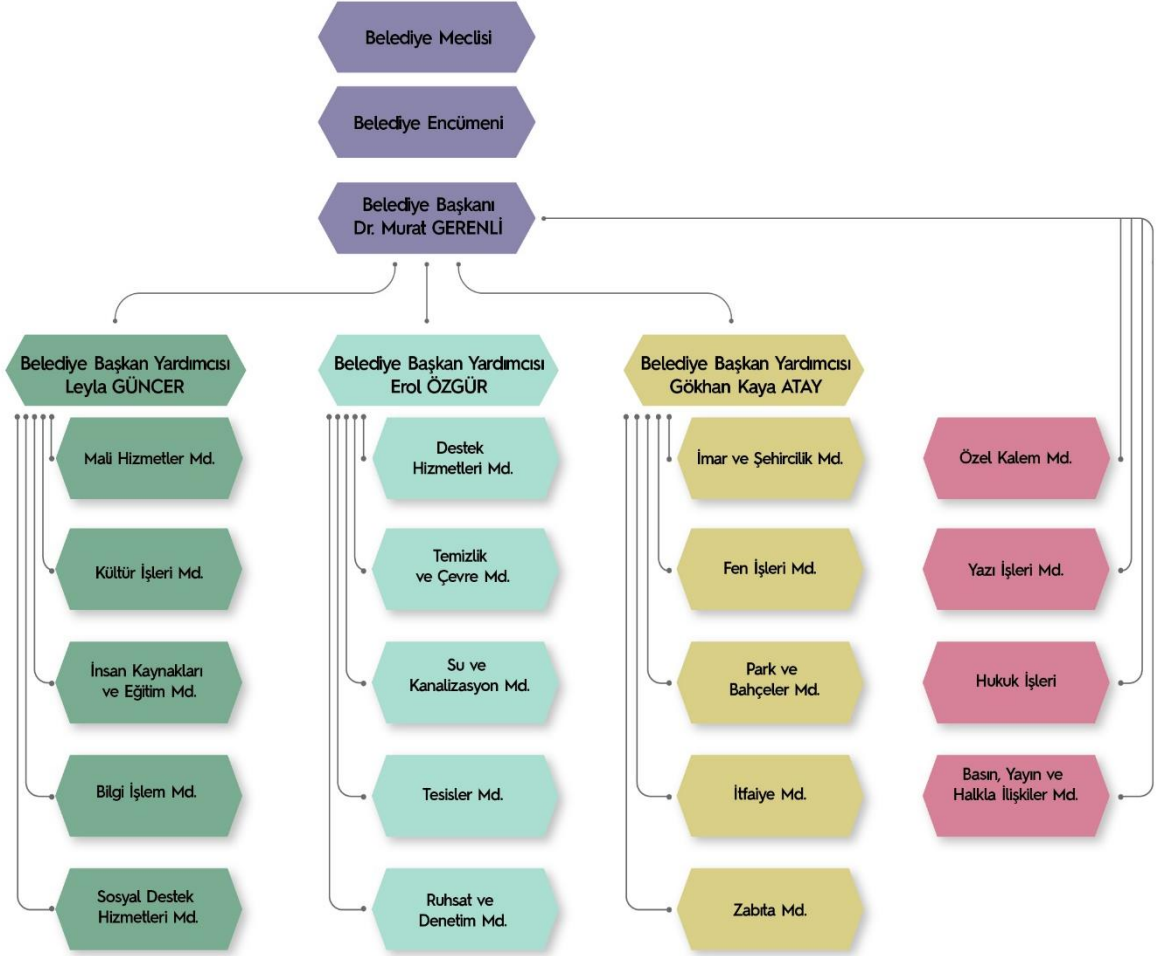 Belediye Meclisi
Belediye Encümeni
Belediye Başkanı
Dr. Murat GERENLİ
Belediye Başkan Yardımcısı
Leyla GÜNCER
Mali Hizmetler Md.
Kültür İşleri Md.
İnsan Kaynakları
ve Eğitim Md.
Bilgi İşlem Md.
Sosyal Destek
Hizmetleri Md.
Belediye Başkan Yardımcısı
Erol ÖZGÜR
Destek
Hizmetleri Md.
Temizlik
ve Çevre Md.
Su ve
Kanalizasyon Md.
Tesisler Md.
Ruhsat ve
Denetim Md.
Belediye Başkan Yardımcısı
Gökhan Kaya ATAY
İmar ve Şehircilik Md.
Fen İşleri Md.
Park ve
Bahçeler Md.
İtfaiye Md.
Zabıta Md.
Özel Kalem Md.
Yazı İşleri Md.
Hukuk İşleri
Basın, Yayın ve
Halkla İlişkiler Md.